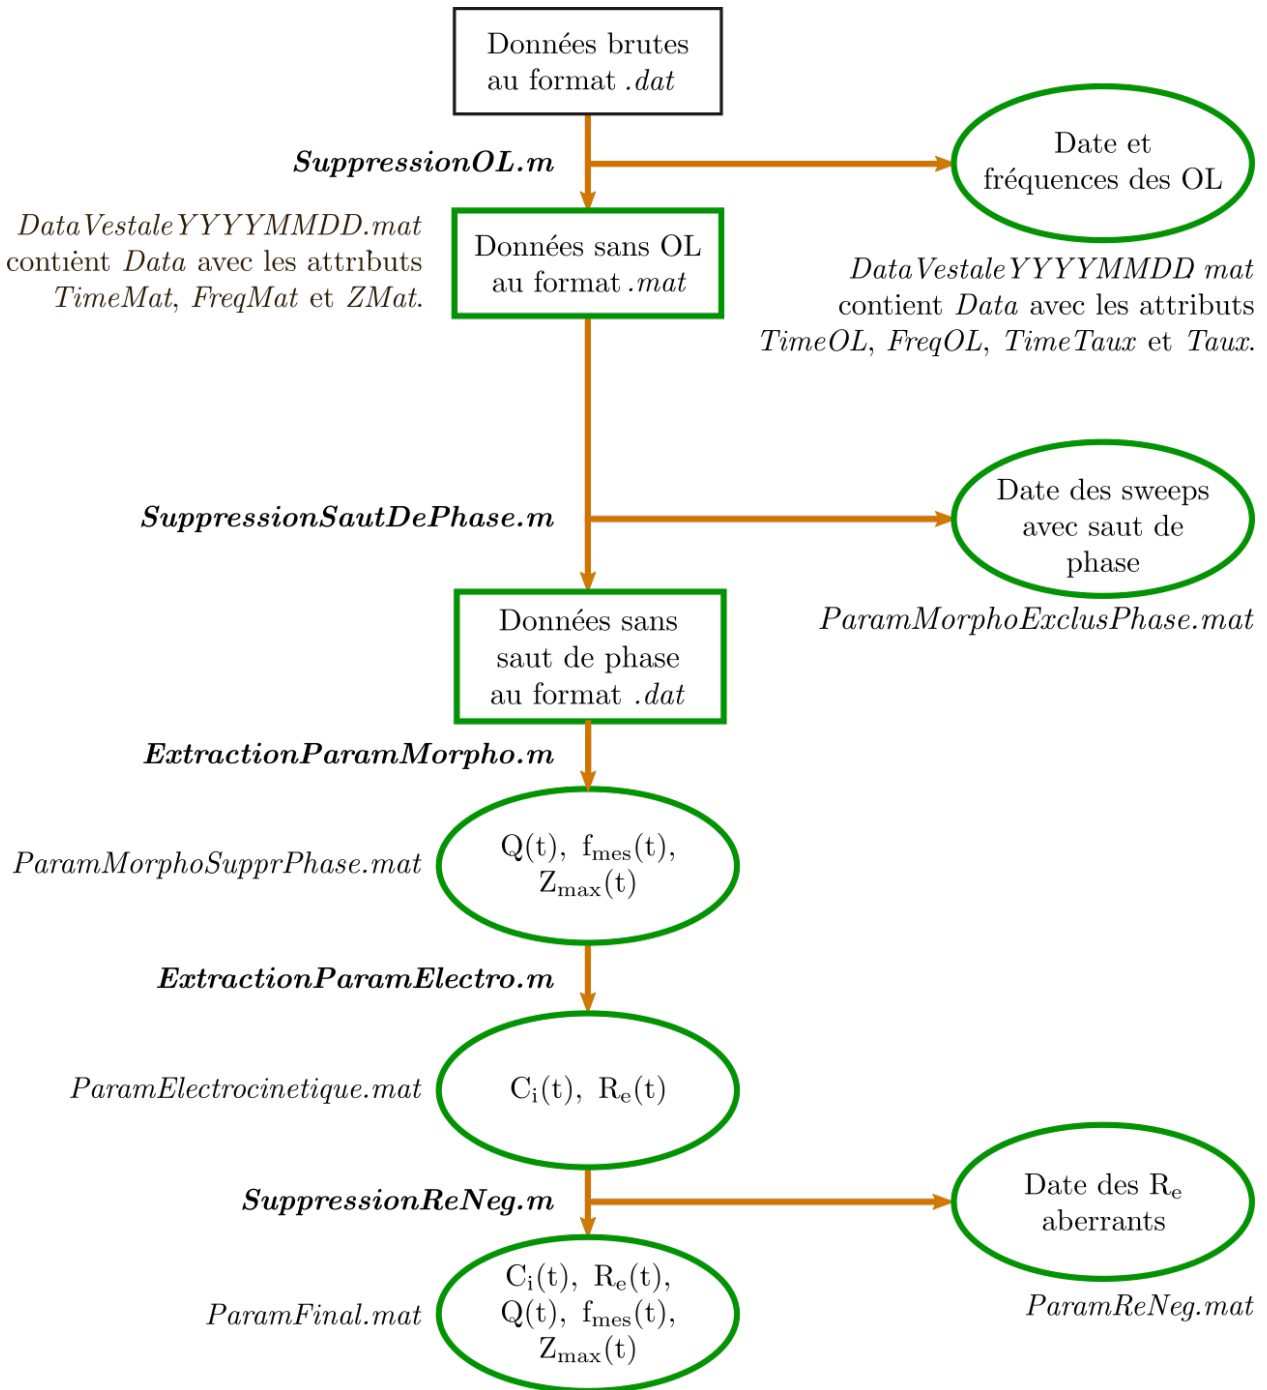 Données brutes
au format .dat
SuppressionOL.m
Date et
fréquences des OL
DataVestaleYYYYMMDD.mat
contient Data avec les attributs
TimeMat, FreqMat et ZMat.
Données sans OL
au format .mat
DataVestaleYYYYMMDD mat
contient Data avec les attributs
TimeOL, FreqOL, TimeTaux et Taux.
SuppressionSautDePhase.m
Date des sweeps
avec saut de
phase
ParamMorphoExclusPhase.mat
Données sans
saut de phase
au format .dat
ExtractionParamMorpho.m
ParamMorphoSupprPhase.mat
Q(t), fmes(t),
Zmax(t)
ExtractionParamElectro.m
ParamElectrocinetique.mat
Ci(t), Re(t)
SuppressionReNeg.m
Date des Re
aberrants
ParamReNeg.mat
ParamFinal.mat
Ci(t), Re(t),
Q(t), fmes(t),
Zmax(t)